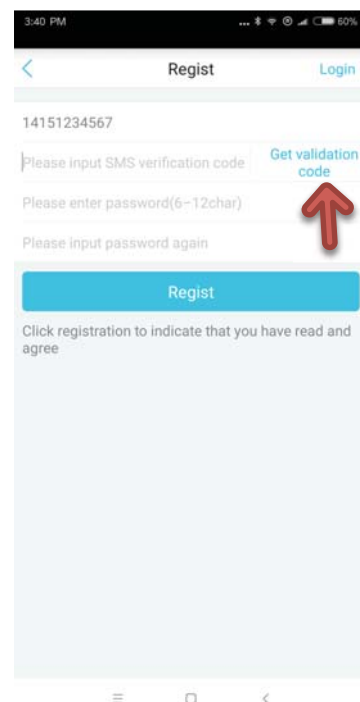 3:40 PM ... 60%
Regist Login
14151234567
Please input SMS verification code
Get validation
code
Please enter password(6-12char)
Please input password again
Regist
Click registration to indicate that you have read and
agree